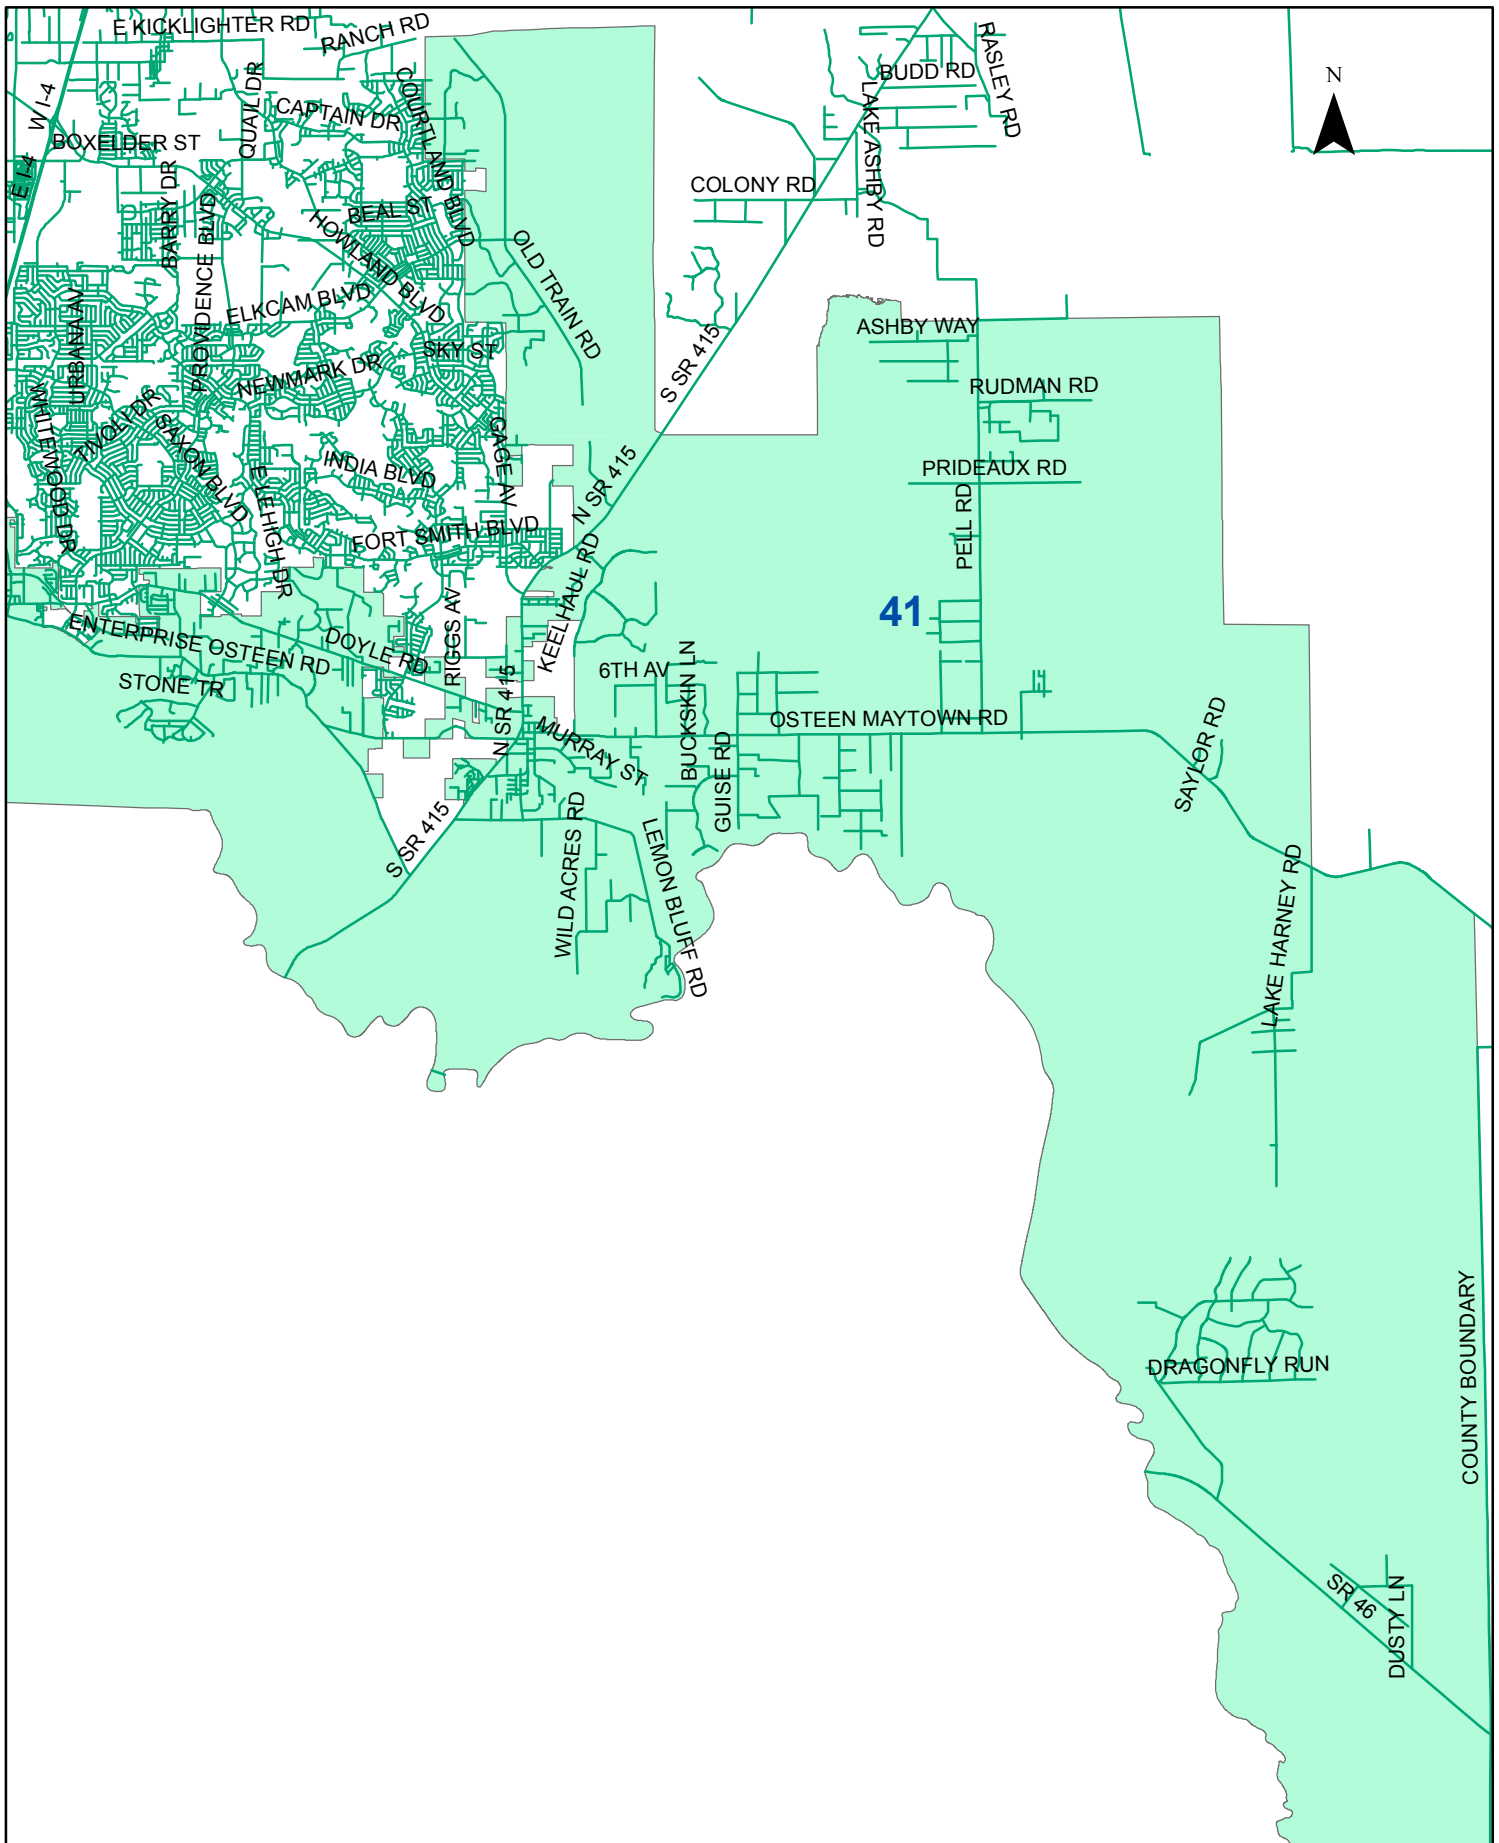 E KICKLIGHTER RD
RANCH RD
W I-4
QUAIL DR
COURTLAND BLVD
CAPTAIN DR
BOXELDER ST
E I-4
BARRY DR
PROVIDENCE BLVD
BEAL ST
HOWLAND BLVD
ELKCAM BLVD
URBANA AV
OLD TRAIN RD
SKY ST
NEWMARK DR
WHITEWOOD DR
TIVOLI DR
SAXON BLVD
E LEHIGH DR
INDIA BLVD
GAGE AV
FORT SMITH BLVD
BUDD RD
RASLEY RD
LAKE ASHBY RD
COLONY RD
N
S SR 415
ASHBY WAY
RUDMAN RD
PRIDEAUX RD
PELL RD
N SR 415
KEELHAUL RD
41
RIGGS AV
ENTERPRISE OSTEEN RD
DOYLE RD
STONE TR
N SR 415
6TH AV
BUCKSKIN LN
OSTEEN MAYTOWN RD
MURRAY ST
GUISE RD
SAYLOR RD
S SR 415
WILD ACRES RD
LEMON BLUFF RD
LAKE HARNEY RD
DRAGONFLY RUN
COUNTY BOUNDARY
SR 46
DUSTY LN